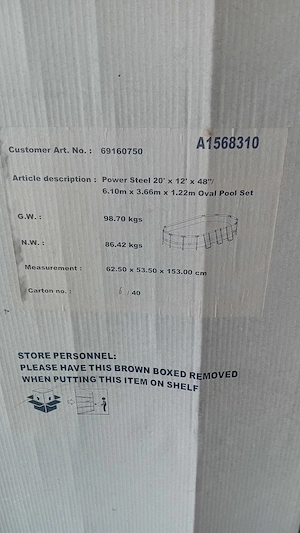 A1568310
Customer Art. No. : 69160750
Article description : Power Steel 20' x 12' x 48"/
6.10m x 3.66m x 1.22m Oval Pool Set
G.W. : 98.70 kgs
N.W. : 86.42 kgs
Measurement : 62.50 x 53.50 x 153.00 cm
Carton no. : 6 / 40
STORE PERSONNEL:
PLEASE HAVE THIS BROWN BOXED REMOVED
WHEN PUTTING THIS ITEM ON SHELF